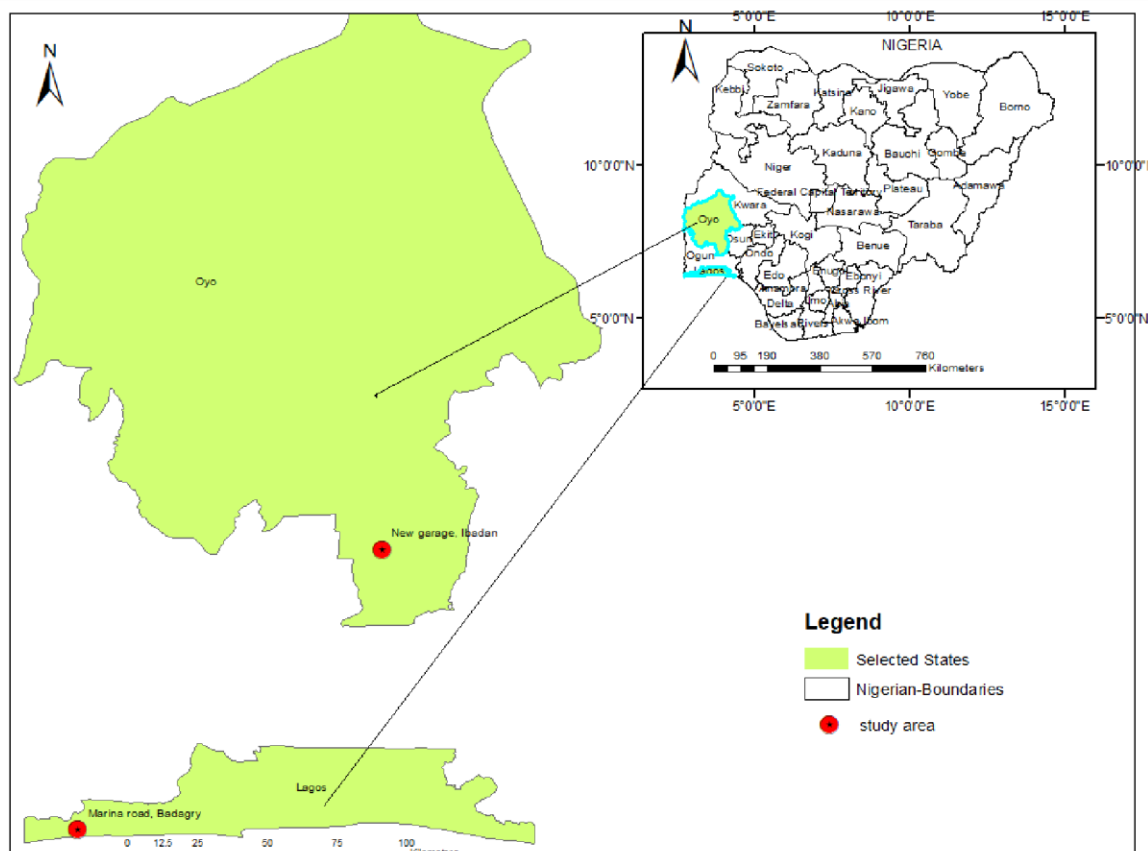 N
Oyo
New garage, Ibadan
Lagos
Marina road, Badagry
0 12.5 25 50 75 100
5°0'0"E 10°0'0"E 15°0'0"E
N
NIGERIA
Sokoto
Kebbi
Zamfara
Katsina
Kano
Jigawa
Yobe
Borno
10°0'0"N
10°0'0"N
Niger
Kaduna
Bauchi
Gombe
Adamawa
Federal Capital Territory
Plateau
Kwara
Nasarawa
Oyo
Taraba
Osun
Ekiti
Kogi
Benue
Ogun
Ondo
Lagos
Edo
Enugu
Ebonyi
Anambra
Cross River
Delta
Imo
Abia
5°0'0"N
5°0'0"N
Bayelsa
Rivers
Akwa Ibom
0 95 190 380 570 760
Kilometers
5°0'0"E 10°0'0"E 15°0'0"E
Legend
Selected States
Nigerian-Boundaries
study area